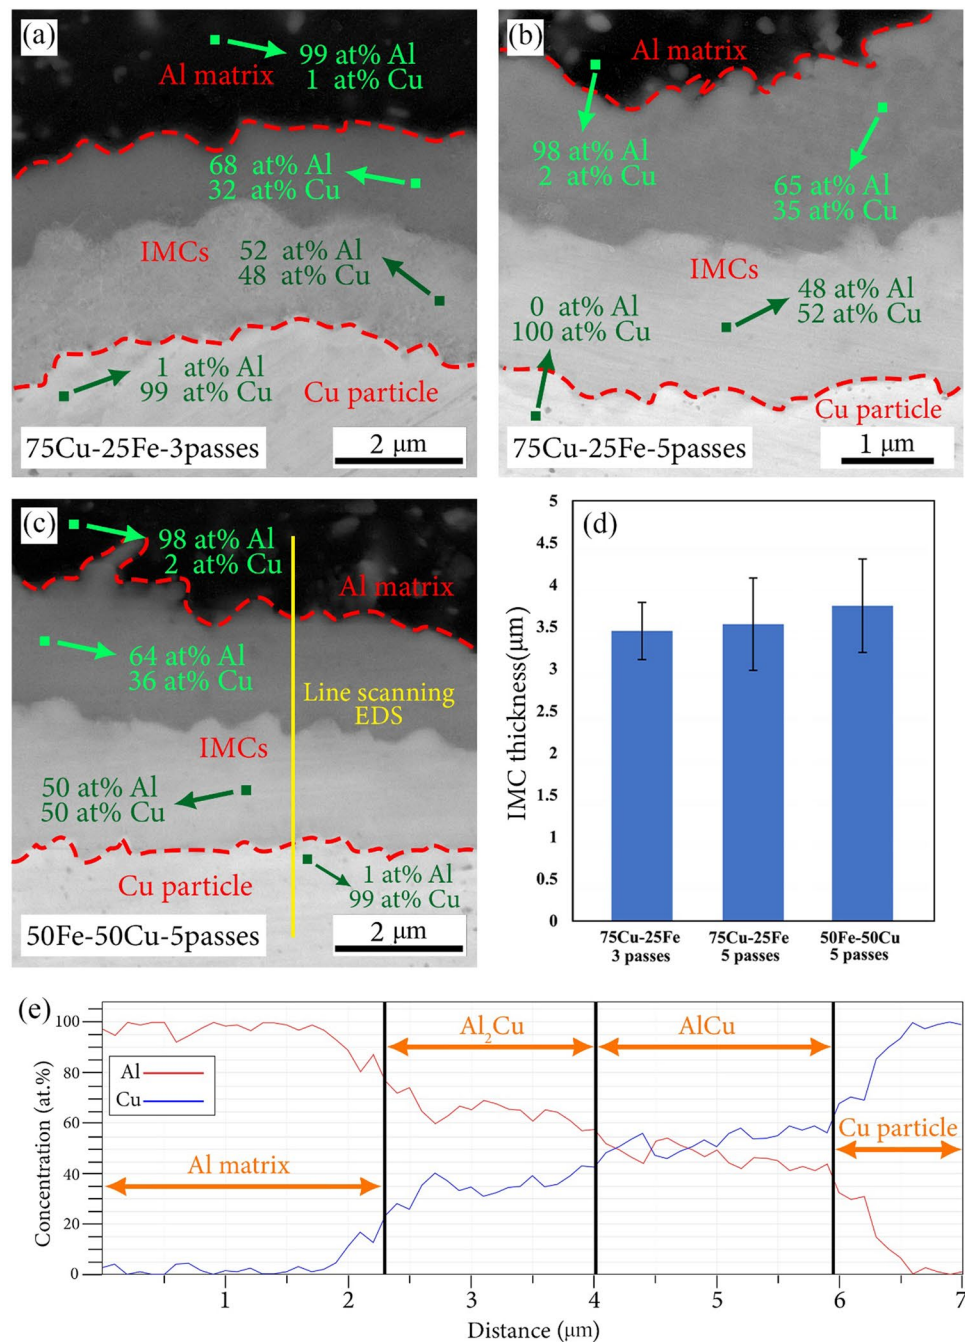 (a)
99 at% Al
1 at% Cu
Al matrix
68 at% Al
32 at% Cu
IMCs
52 at% Al
48 at% Cu
1 at% Al
99 at% Cu
Cu particle
75Cu-25Fe-3passes
2 μm
(b)
Al matrix
98 at% Al
2 at% Cu
65 at% Al
35 at% Cu
IMCs
0 at% Al
100 at% Cu
48 at% Al
52 at% Cu
Cu particle
75Cu-25Fe-5passes
1 μm
(c)
98 at% Al
2 at% Cu
Al matrix
64 at% Al
36 at% Cu
Line scanning
EDS
IMCs
50 at% Al
50 at% Cu
Cu particle
1 at% Al
99 at% Cu
50Fe-50Cu-5passes
2 μm
(d)
IMC thickness(μm)
5
4.5
4
3.5
3
2.5
2
1.5
1
0.5
0
75Cu-25Fe
3 passes
75Cu-25Fe
5 passes
50Fe-50Cu
5 passes
(e)
Concentration (at.%)
100
80
60
40
20
0
Al
Cu
Al matrix
Al₂Cu
AlCu
Cu particle
1
2
3
4
5
6
7
Distance (μm)